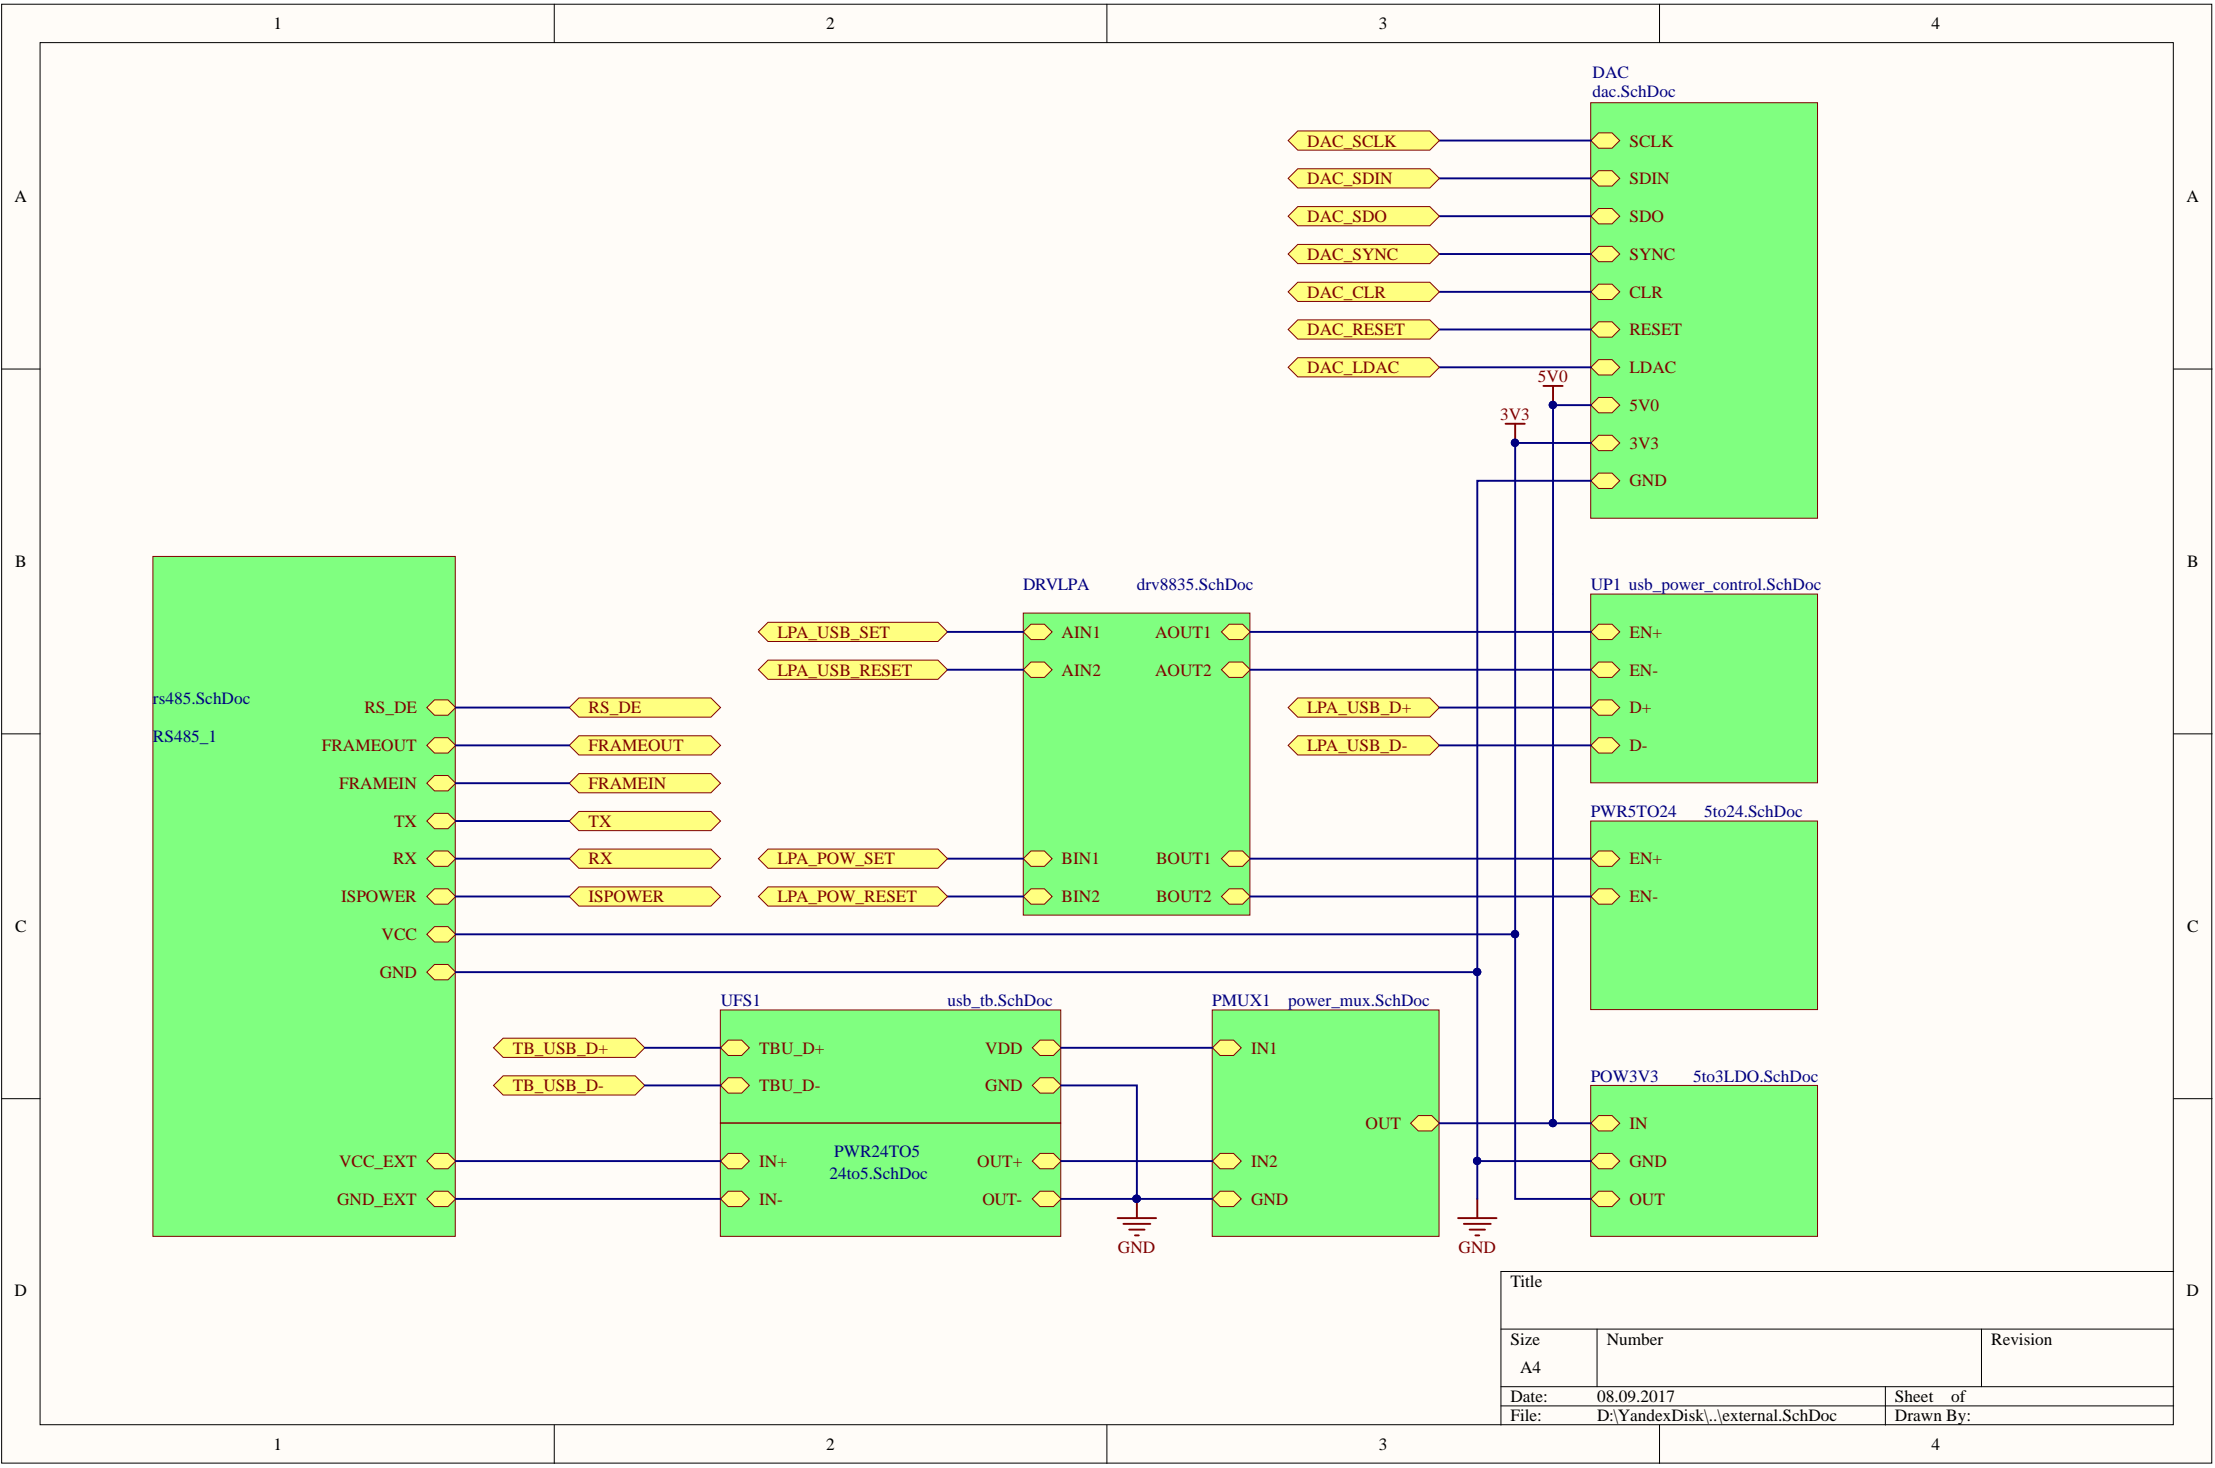 1 2 3 4
A A
B B
C C
D D
DAC
dac.SchDoc
DAC_SCLK SCLK
DAC_SDIN SDIN
DAC_SDO SDO
DAC_SYNC SYNC
DAC_CLR CLR
DAC_RESET RESET
DAC_LDAC LDAC
5V0
5V0
3V3
3V3
GND
rs485.SchDoc
RS485_1
RS_DE RS_DE
FRAMEOUT FRAMEOUT
FRAMEIN FRAMEIN
TX TX
RX RX
ISPOWER ISPOWER
VCC
GND
VCC_EXT
GND_EXT
DRVLPA drv8835.SchDoc
LPA_USB_SET AIN1 AOUT1
LPA_USB_RESET AIN2 AOUT2
LPA_POW_SET BIN1 BOUT1
LPA_POW_RESET BIN2 BOUT2
UP1 usb_power_control.SchDoc
EN+
EN-
LPA_USB_D+ D+
LPA_USB_D- D-
PWR5TO24 5to24.SchDoc
EN+
EN-
UFS1 usb_tb.SchDoc
TB_USB_D+ TBU_D+ VDD
TB_USB_D- TBU_D- GND
PWR24TO5
24to5.SchDoc
IN+ OUT+
IN- OUT-
GND
PMUX1 power_mux.SchDoc
IN1
OUT
IN2
GND
GND
POW3V3 5to3LDO.SchDoc
IN
GND
OUT
Title
Size Number Revision
A4
Date: 08.09.2017 Sheet of
File: D:\YandexDisk\..\external.SchDoc Drawn By:
1 2 3 4